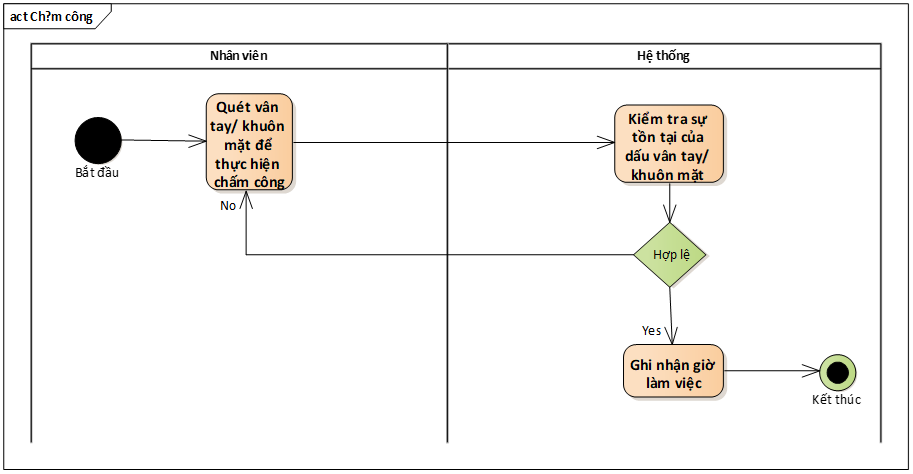 act Ch?m công
Nhân viên
Hệ thống
Bắt đầu
Quét vân
tay/ khuôn
mặt để
thực hiện
chấm công
Kiểm tra sự
tồn tại của
dấu vân tay/
khuôn mặt
No
Hợp lệ
Yes
Ghi nhận giờ
làm việc
Kết thúc